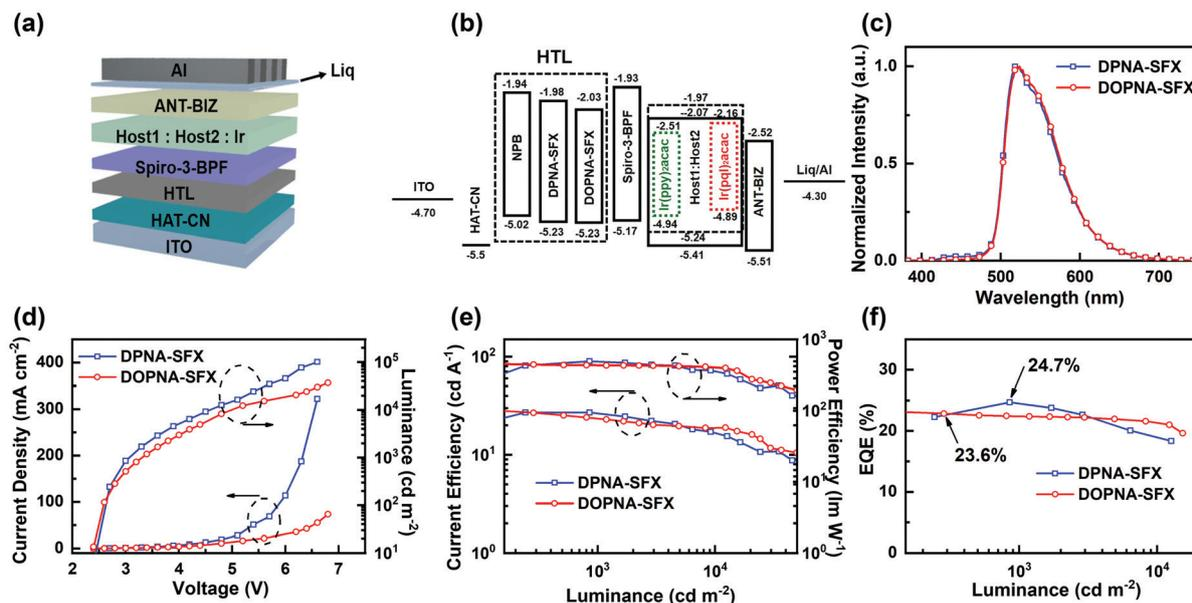 (a)
Al
Liq
ANT-BIZ
Host1 : Host2 : Ir
Spiro-3-BPF
HTL
HAT-CN
ITO
(b)
HTL
ITO
-4.70
HAT-CN
-5.5
-1.94
NPB
-5.02
-1.98
DPNA-SFX
-5.23
-2.03
DOPNA-SFX
-5.23
-1.93
Spiro-3-BPF
-5.17
-1.97
-2.07
-2.51
Ir(ppy)₂acac
-4.94
Host1:Host2
-2.16
Ir(pql)₂acac
-4.89
-5.24
-5.41
-2.52
ANT-BIZ
-5.51
Liq/Al
-4.30
(c)
Normalized Intensity (a.u.)
1.0
0.5
0.0
DPNA-SFX
DOPNA-SFX
400 500 600 700
Wavelength (nm)
(d)
Current Density (mA cm⁻²)
400
300
200
100
0
DPNA-SFX
DOPNA-SFX
10⁵
10⁴
10³
10²
10¹
Luminance (cd m⁻²)
2 3 4 5 6 7
Voltage (V)
(e)
Current Efficiency (cd A⁻¹)
10²
10¹
10⁰
DPNA-SFX
DOPNA-SFX
10³
10²
10¹
10⁰
Power Efficiency (lm W⁻¹)
10³ 10⁴
Luminance (cd m⁻²)
(f)
EQE (%)
30
20
10
0
24.7%
23.6%
DPNA-SFX
DOPNA-SFX
10³ 10⁴
Luminance (cd m⁻²)